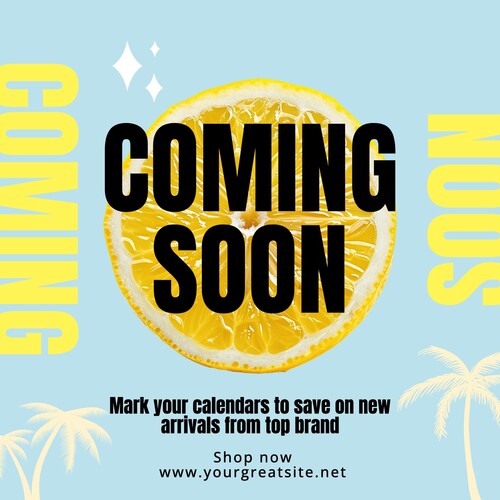 COMING
COMING
SOON
SOON
Mark your calendars to save on new
arrivals from top brand
Shop now
www.yourgreatsite.net